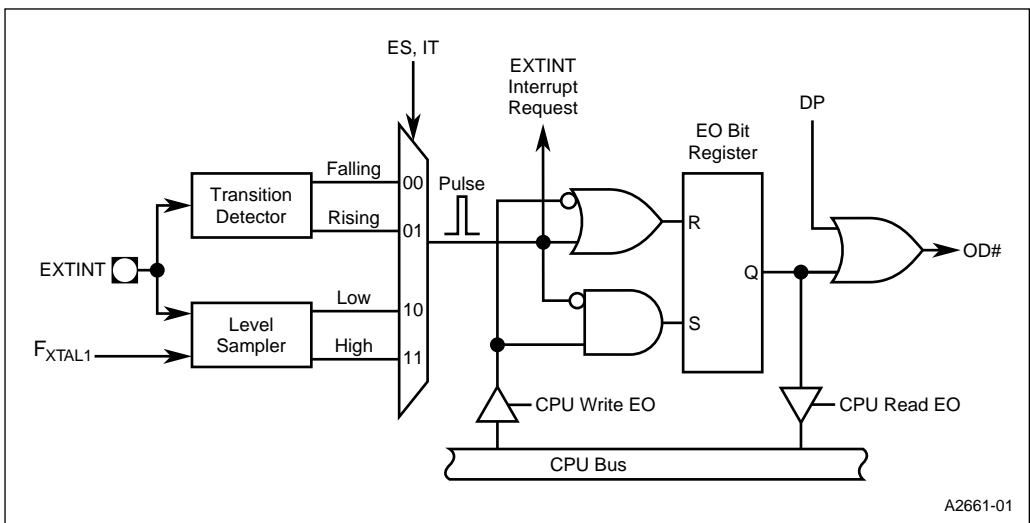 ES, IT
EXTINT
Interrupt
Request
DP
EO Bit
Register
Falling
00
Pulse
Transition
Detector
Rising
01
R
EXTINT
Q
OD#
Low
10
S
Level
Sampler
High
11
FXTAL1
CPU Write EO
CPU Read EO
CPU Bus
A2661-01